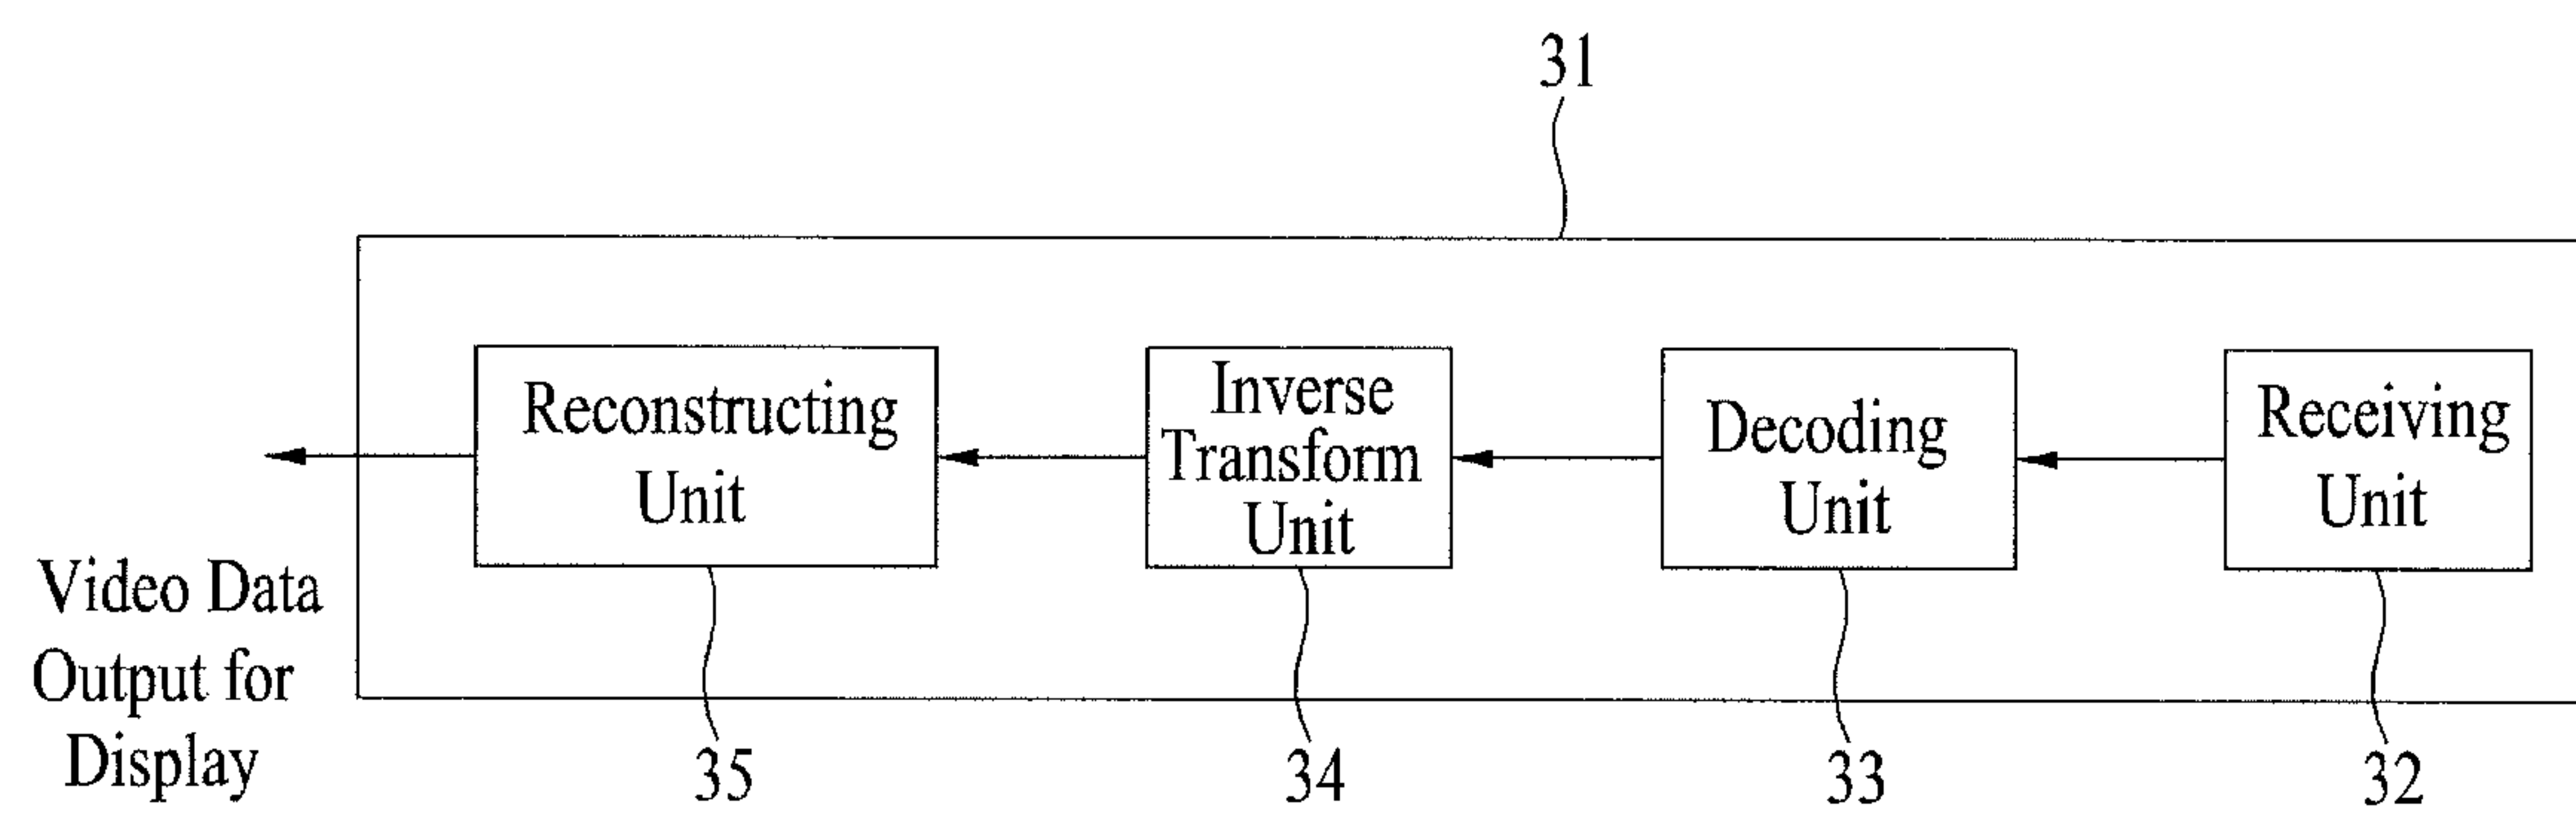 31
Reconstructing
Unit
Inverse
Transform
Unit
Decoding
Unit
Receiving
Unit
Video Data
Output for
Display
35
34
33
32